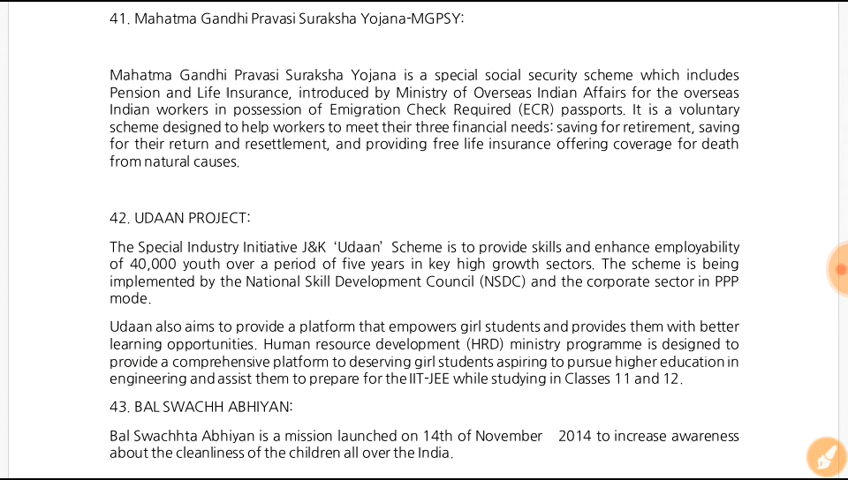 41. Mahatma Gandhi Pravasi Suraksha Yojana-MGPSY:
Mahatma Gandhi Pravasi Suraksha Yojana is a special social security scheme which includes
Pension and Life Insurance, introduced by Ministry of Overseas Indian Affairs for the overseas
Indian workers in possession of Emigration Check Required (ECR) passports. It is a voluntary
scheme designed to help workers to meet their three financial needs: saving for retirement, saving
for their return and resettlement, and providing free life insurance offering coverage for death
from natural causes.
42. UDAAN PROJECT:
The Special Industry Initiative J&K ‘Udaan’ Scheme is to provide skills and enhance employability
of 40,000 youth over a period of five years in key high growth sectors. The scheme is being
implemented by the National Skill Development Council (NSDC) and the corporate sector in PPP
mode.
Udaan also aims to provide a platform that empowers girl students and provides them with better
learning opportunities. Human resource development (HRD) ministry programme is designed to
provide a comprehensive platform to deserving girl students aspiring to pursue higher education in
engineering and assist them to prepare for the IIT-JEE while studying in Classes 11 and 12.
43. BAL SWACHH ABHIYAN:
Bal Swachhta Abhiyan is a mission launched on 14th of November 2014 to increase awareness
about the cleanliness of the children all over the India.